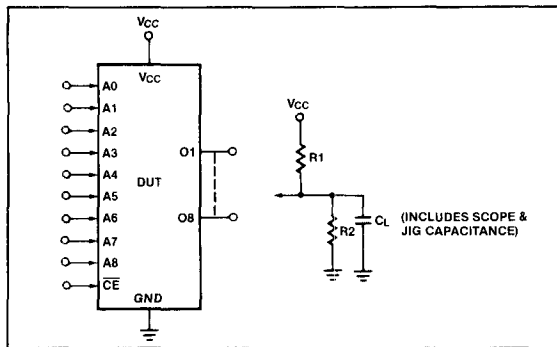 VCC
VCC
A0
A1
A2
A3
A4
A5
A6
A7
A8
CE
DUT
O1
O8
GND
VCC
R1
R2
CL
(INCLUDES SCOPE &
JIG CAPACITANCE)